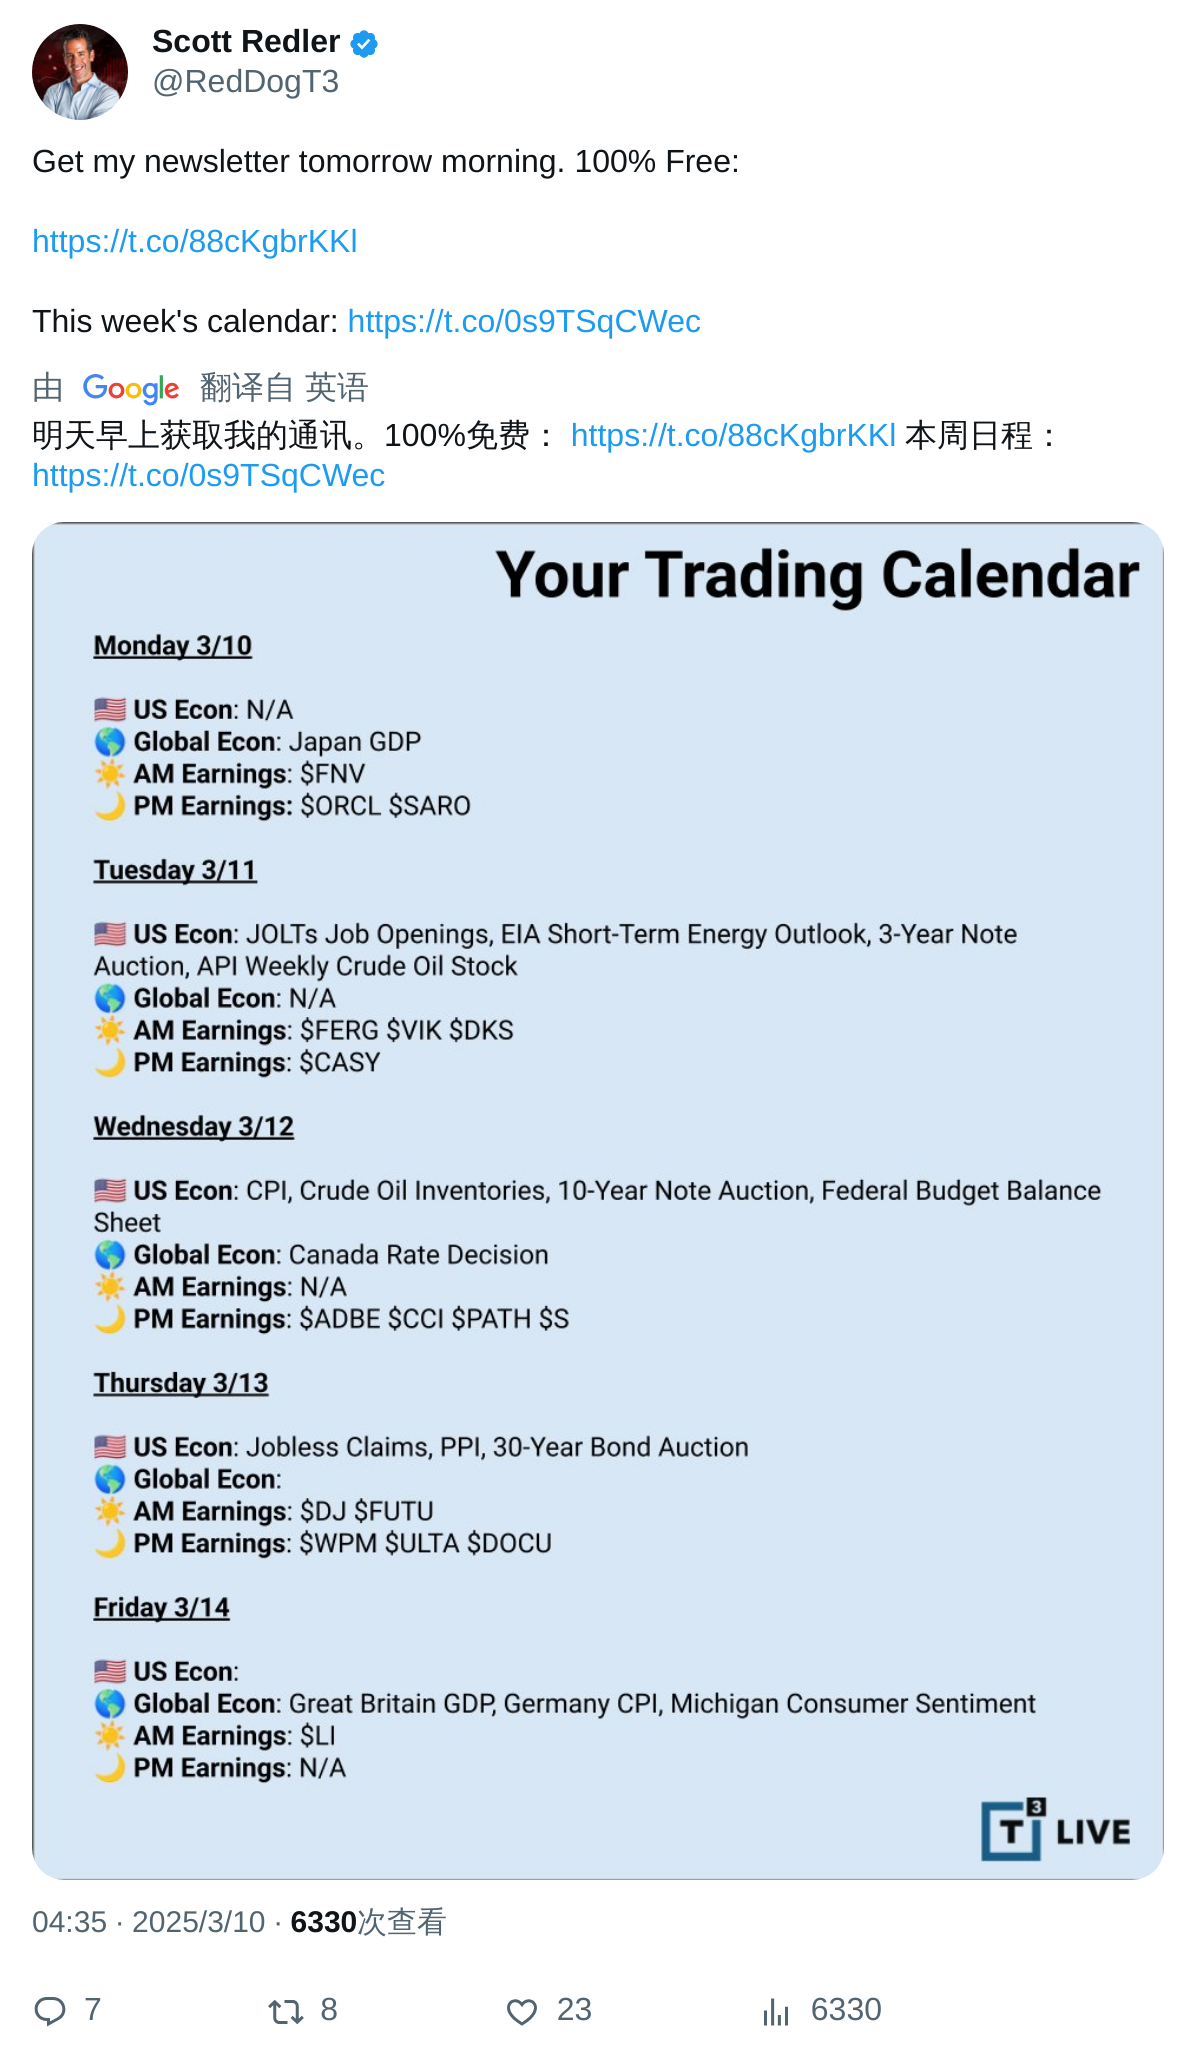 Scott Redler
@RedDogT3
Get my newsletter tomorrow morning. 100% Free:
https://t.co/88cKgbrKKl
This week's calendar: https://t.co/0s9TSqCWec
由 Google 翻译自 英语
明天早上获取我的通讯。100%免费： https://t.co/88cKgbrKKl 本周日程：
https://t.co/0s9TSqCWec
Your Trading Calendar
Monday 3/10
US Econ: N/A
Global Econ: Japan GDP
AM Earnings: $FNV
PM Earnings: $ORCL $SARO
Tuesday 3/11
US Econ: JOLTs Job Openings, EIA Short-Term Energy Outlook, 3-Year Note
Auction, API Weekly Crude Oil Stock
Global Econ: N/A
AM Earnings: $FERG $VIK $DKS
PM Earnings: $CASY
Wednesday 3/12
US Econ: CPI, Crude Oil Inventories, 10-Year Note Auction, Federal Budget Balance
Sheet
Global Econ: Canada Rate Decision
AM Earnings: N/A
PM Earnings: $ADBE $CCI $PATH $S
Thursday 3/13
US Econ: Jobless Claims, PPI, 30-Year Bond Auction
Global Econ:
AM Earnings: $DJ $FUTU
PM Earnings: $WPM $ULTA $DOCU
Friday 3/14
US Econ:
Global Econ: Great Britain GDP, Germany CPI, Michigan Consumer Sentiment
AM Earnings: $LI
PM Earnings: N/A
T3 LIVE
04:35 · 2025/3/10 · 6330次查看
7 8 23 6330